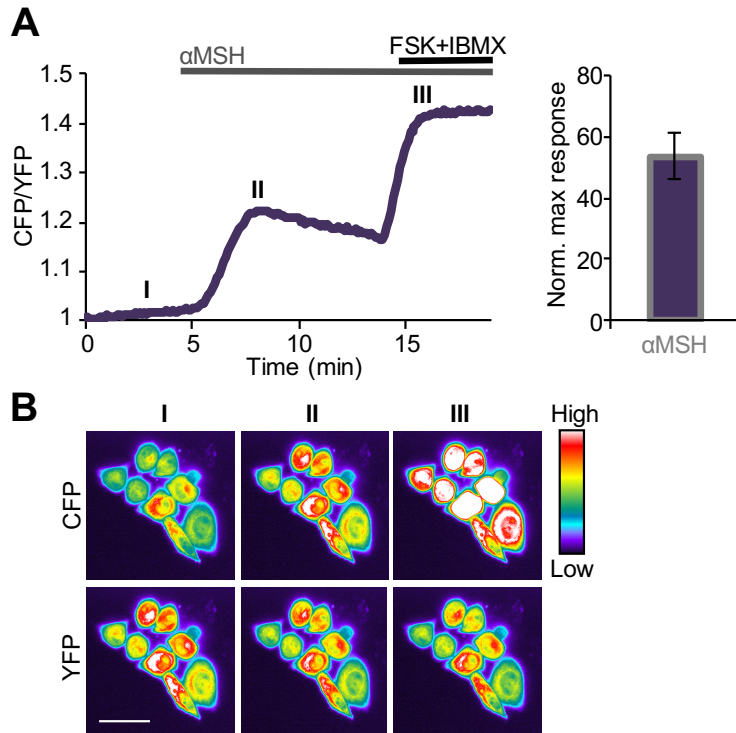 A
αMSH
FSK+IBMX
CFP/YFP
1.5
1.4
1.3
1.2
1.1
1
I
II
III
0
5
10
15
Time (min)
Norm. max response
80
60
40
20
0
αMSH
B
I
II
III
CFP
YFP
High
Low